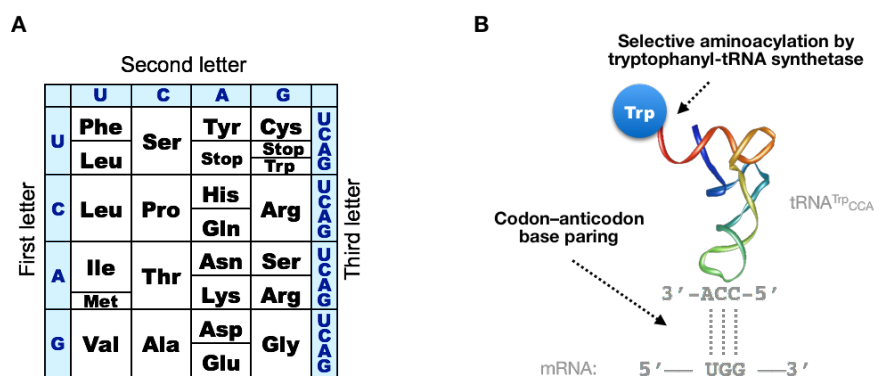 A
Second letter
U C A G
First letter
U
Phe
Leu
Ser
Tyr
Stop
Cys
Stop
Trp
U
C
A
G
C
Leu
Pro
His
Gln
Arg
U
C
A
G
A
Ile
Met
Thr
Asn
Lys
Ser
Arg
U
C
A
G
G
Val
Ala
Asp
Glu
Gly
U
C
A
G
Third letter
B
Selective aminoacylation by
tryptophanyl-tRNA synthetase
Trp
tRNATrpCCA
Codon–anticodon
base paring
3′-ACC-5′
mRNA: 5′—— UGG ——3′